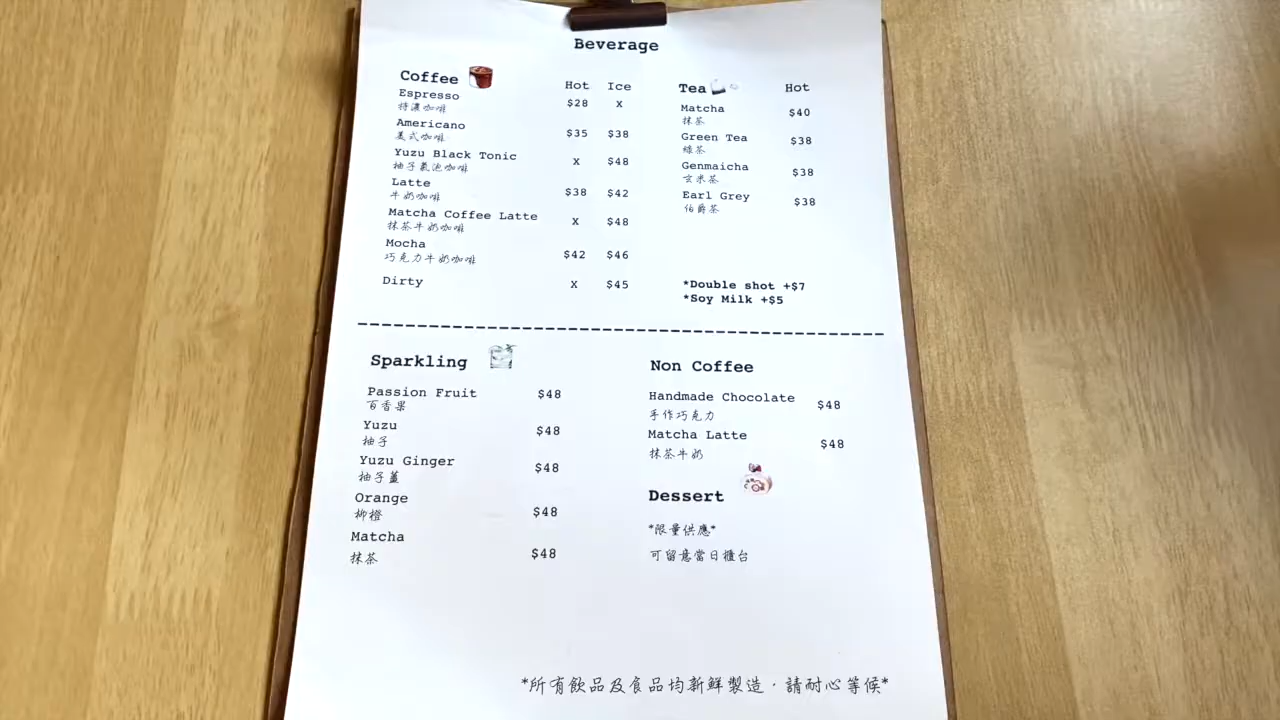 Beverage
Coffee
Hot Ice
Espresso $28 X
特濃咖啡
Americano $35 $38
美式咖啡
Yuzu Black Tonic X $48
柚子氣泡咖啡
Latte $38 $42
牛奶咖啡
Matcha Coffee Latte X $48
抹茶牛奶咖啡
Mocha $42 $46
巧克力牛奶咖啡
Dirty X $45
Tea Hot
Matcha $40
抹茶
Green Tea $38
綠茶
Genmaicha $38
玄米茶
Earl Grey $38
伯爵茶
*Double shot +$7
*Soy Milk +$5
Sparkling
Passion Fruit $48
百香果
Yuzu $48
柚子
Yuzu Ginger $48
柚子薑
Orange $48
柳橙
Matcha $48
抹茶
Non Coffee
Handmade Chocolate $48
手作巧克力
Matcha Latte $48
抹茶牛奶
Dessert
*限量供應*
可留意當日櫃台
*所有飲品及食品均新鮮製造，請耐心等候*